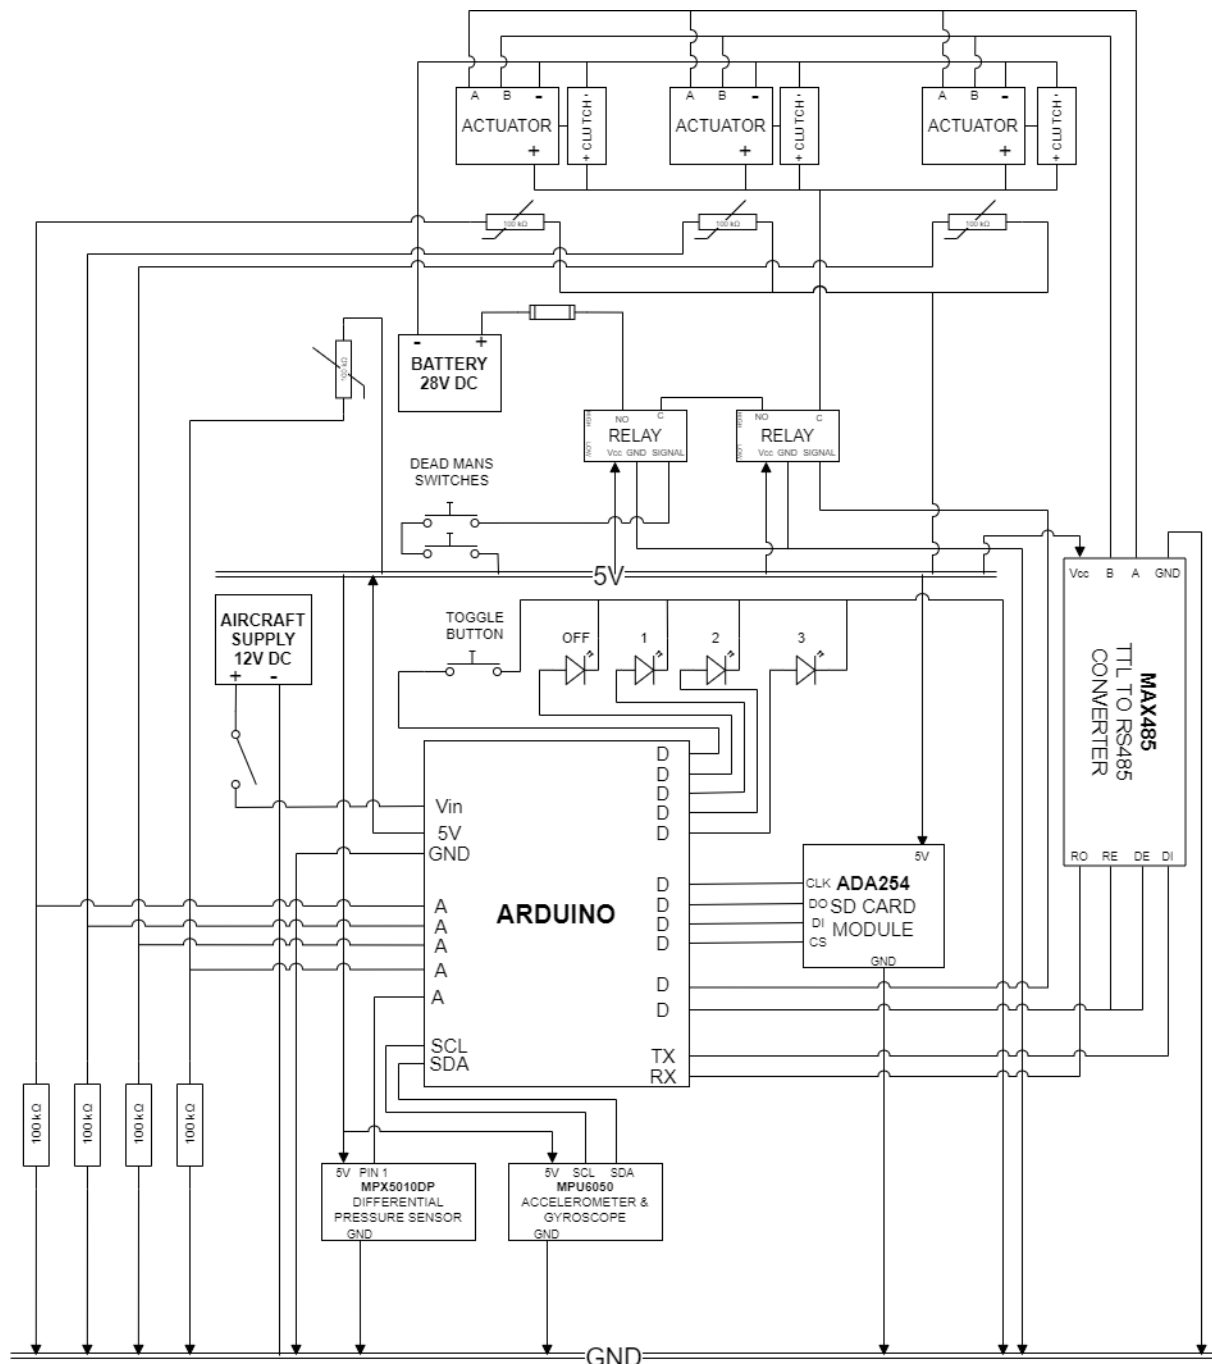 A B - - A B - - A B - -
ACTUATOR + CLUTCH ACTUATOR + CLUTCH ACTUATOR + CLUTCH
+ + +
100 kΩ 100 kΩ 100 kΩ
- +
BATTERY
28V DC
100 kΩ
HIGH NO C HIGH NO C
RELAY RELAY
LOW Vcc GND SIGNAL LOW Vcc GND SIGNAL
DEAD MANS
SWITCHES
5V
Vcc B A GND
AIRCRAFT
SUPPLY
12V DC
+ -
TOGGLE
BUTTON
OFF 1 2 3
MAX485
TTL TO RS485
CONVERTER
RO RE DE DI
D
D
D
D
D
Vin
5V
GND
A
A
A
A
A
SCL
SDA
ARDUINO
D
D
D
D
D
D
TX
RX
5V
CLK ADA254
DO SD CARD
DI MODULE
CS
GND
100 kΩ 100 kΩ 100 kΩ 100 kΩ
5V PIN 1
MPX5010DP
DIFFERENTIAL
PRESSURE SENSOR
GND
5V SCL SDA
MPU6050
ACCELEROMETER &
GYROSCOPE
GND
GND